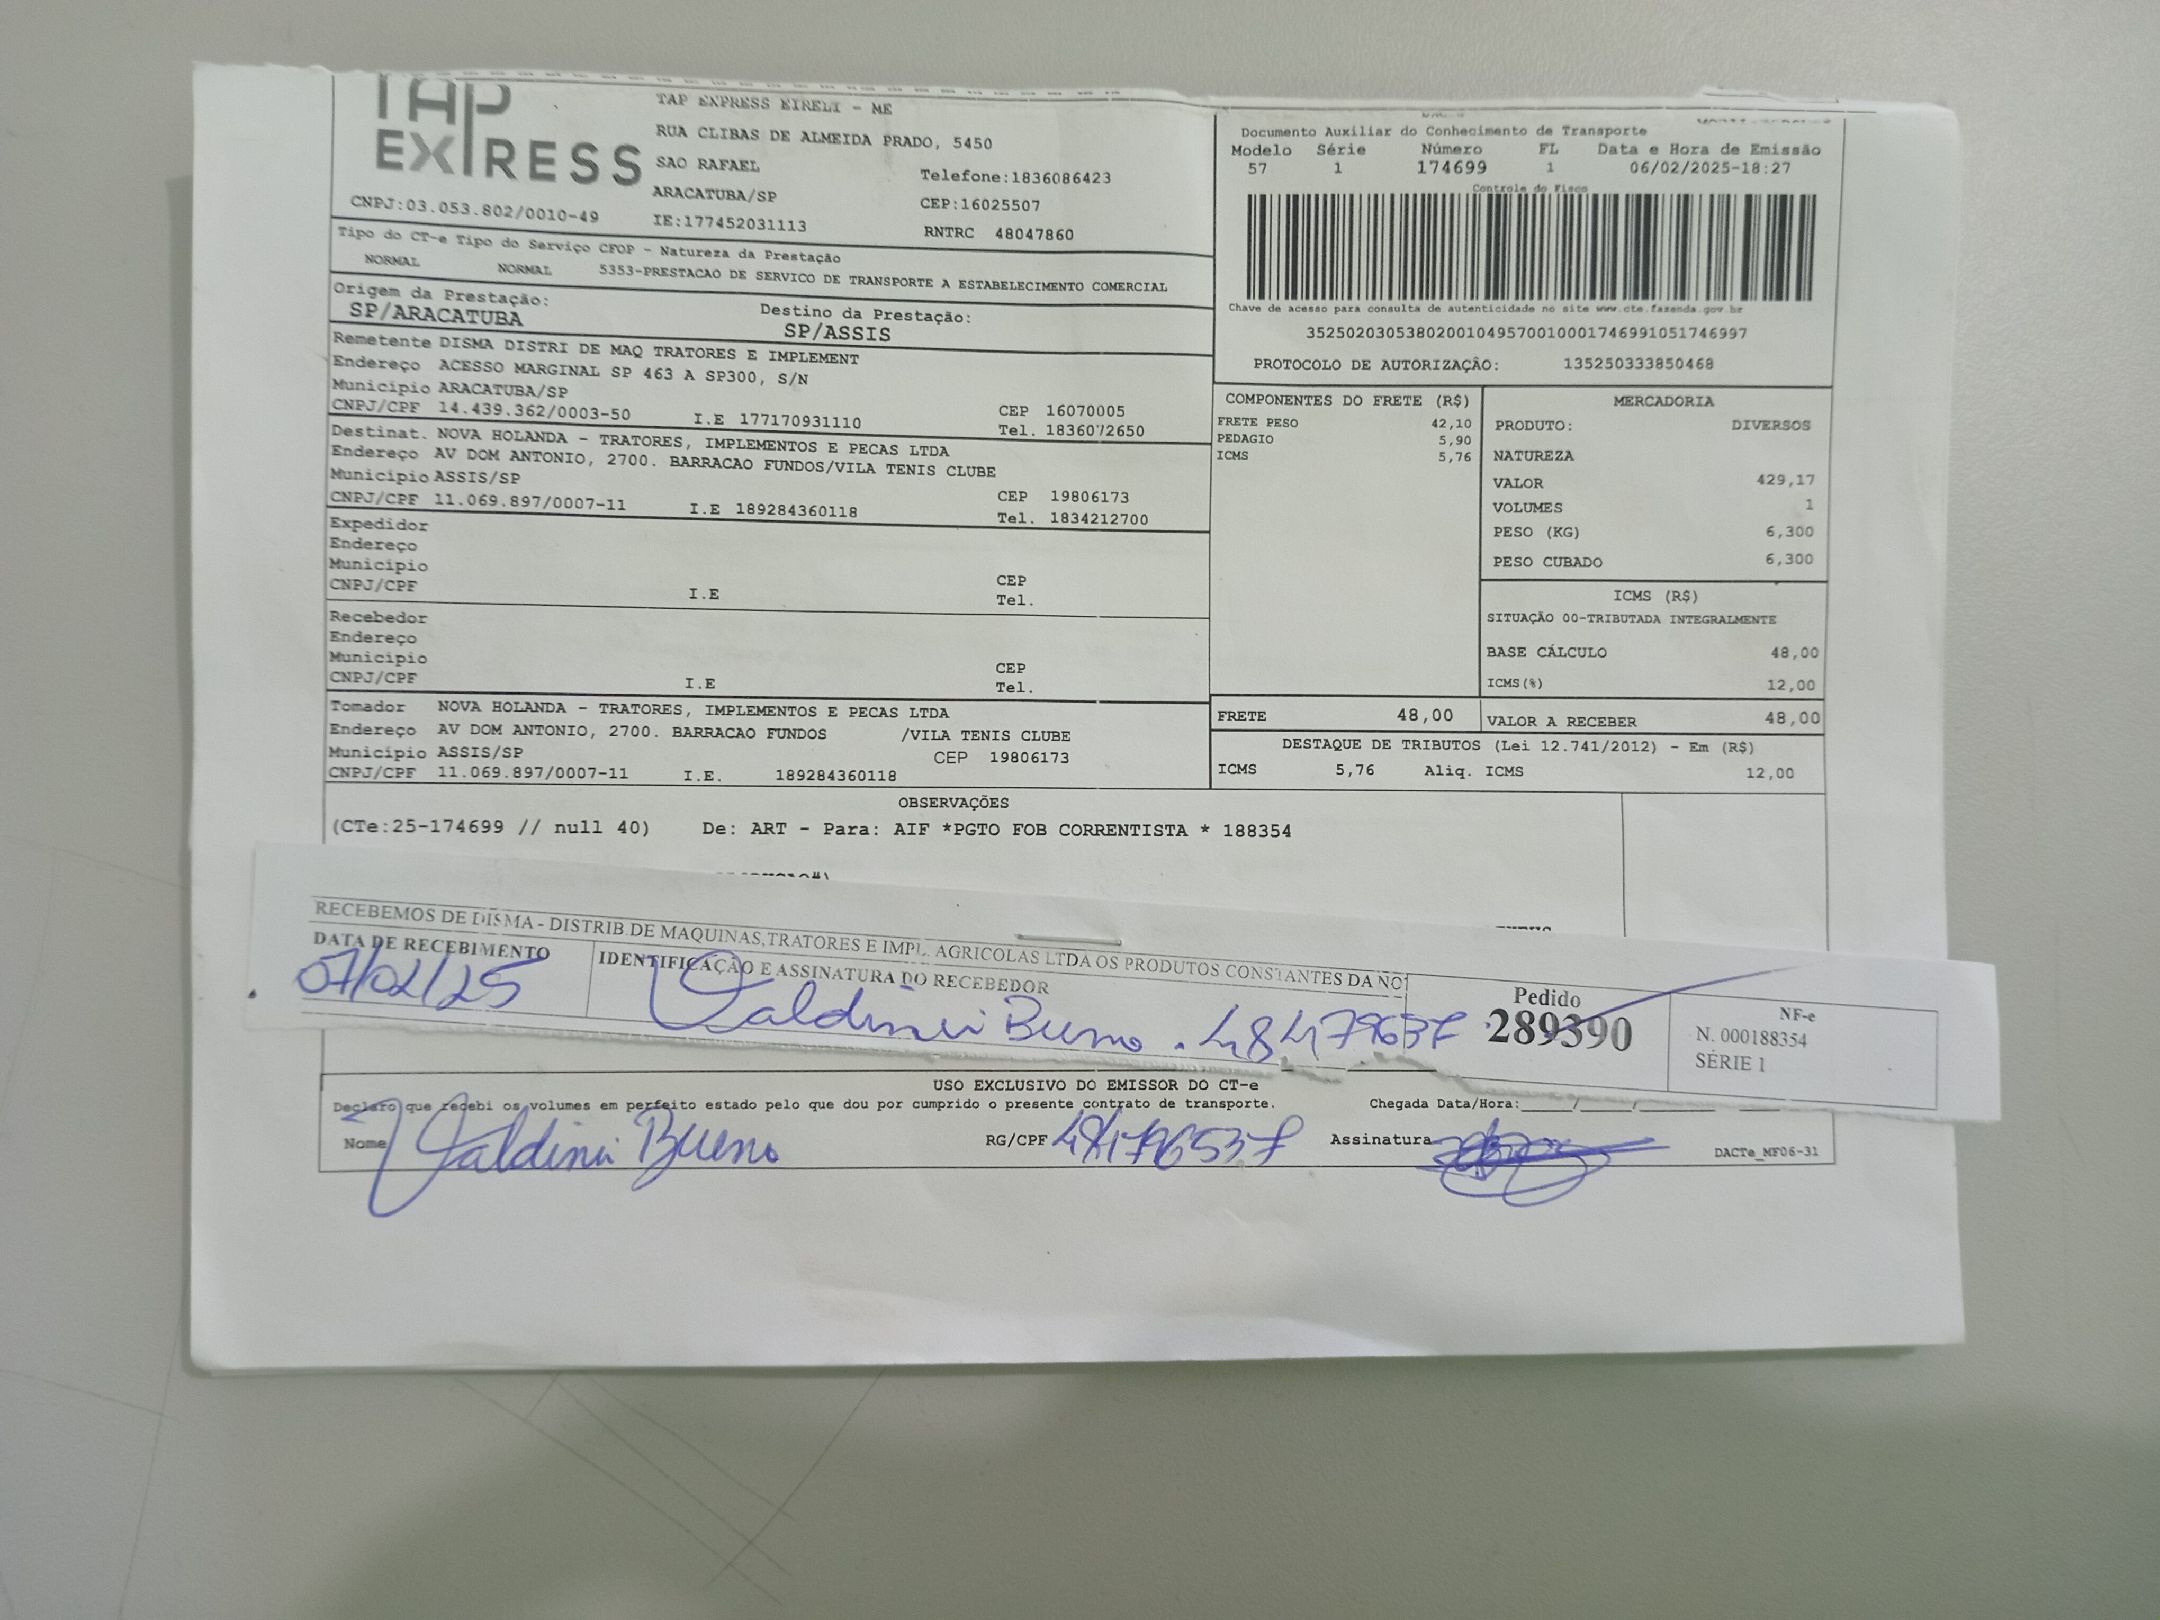 TAP EXPRESS
TAP EXPRESS EIRELI - ME
RUA CLIBAS DE ALMEIDA PRADO, 5450
SAO RAFAEL
Telefone:1836086423
ARACATUBA/SP
CEP:16025507
CNPJ:03.053.802/0010-49
IE:177452031113
RNTRC 48047860
Documento Auxiliar do Conhecimento de Transporte
Modelo Série Número FL Data e Hora de Emissão
57 1 174699 1 06/02/2025-18:27
Controle do Fisco
Chave de acesso para consulta de autenticidade no site www.cte.fazenda.gov.br
35250203053802001049570010001746991051746997
PROTOCOLO DE AUTORIZAÇÃO: 135250333850468
Tipo do CT-e Tipo do Serviço CFOP - Natureza da Prestação
NORMAL NORMAL 5353-PRESTACAO DE SERVICO DE TRANSPORTE A ESTABELECIMENTO COMERCIAL
Origem da Prestação: Destino da Prestação:
SP/ARACATUBA SP/ASSIS
Remetente DISMA DISTRI DE MAQ TRATORES E IMPLEMENT
Endereço ACESSO MARGINAL SP 463 A SP300, S/N
Município ARACATUBA/SP
CEP 16070005
CNPJ/CPF 14.439.362/0003-50 I.E 177170931110 Tel. 1836072650
Destinat. NOVA HOLANDA - TRATORES, IMPLEMENTOS E PECAS LTDA
Endereço AV DOM ANTONIO, 2700. BARRACAO FUNDOS/VILA TENIS CLUBE
Município ASSIS/SP
CEP 19806173
CNPJ/CPF 11.069.897/0007-11 I.E 189284360118 Tel. 1834212700
Expedidor
Endereço
Município
CEP
CNPJ/CPF I.E Tel.
Recebedor
Endereço
Município
CEP
CNPJ/CPF I.E Tel.
Tomador NOVA HOLANDA - TRATORES, IMPLEMENTOS E PECAS LTDA
Endereço AV DOM ANTONIO, 2700. BARRACAO FUNDOS /VILA TENIS CLUBE
Município ASSIS/SP CEP 19806173
CNPJ/CPF 11.069.897/0007-11 I.E. 189284360118
COMPONENTES DO FRETE (R$)
FRETE PESO 42,10
PEDAGIO 5,90
ICMS 5,76
MERCADORIA
PRODUTO: DIVERSOS
NATUREZA
VALOR 429,17
VOLUMES 1
PESO (KG) 6,300
PESO CUBADO 6,300
ICMS (R$)
SITUAÇÃO 00-TRIBUTADA INTEGRALMENTE
BASE CÁLCULO 48,00
ICMS(%) 12,00
FRETE 48,00 VALOR A RECEBER 48,00
DESTAQUE DE TRIBUTOS (Lei 12.741/2012) - Em (R$)
ICMS 5,76 Aliq. ICMS 12,00
OBSERVAÇÕES
(CTe:25-174699 // null 40) De: ART - Para: AIF *PGTO FOB CORRENTISTA * 188354
RECEBEMOS DE DISMA - DISTRIB.DE MAQUINAS,TRATORES E IMPL. AGRICOLAS LTDA OS PRODUTOS CONSTANTES DA NO
DATA DE RECEBIMENTO IDENTIFICAÇÃO E ASSINATURA DO RECEBEDOR
07/02/25 Valdinei Bueno
Pedido
289390
NF-e
N. 000188354
SÉRIE 1
USO EXCLUSIVO DO EMISSOR DO CT-e
Declaro que recebi os volumes em perfeito estado pelo que dou por cumprido o presente contrato de transporte. Chegada Data/Hora:____/____/____
Nome Valdinei Bueno RG/CPF Assinatura
DACTe_MF06-31